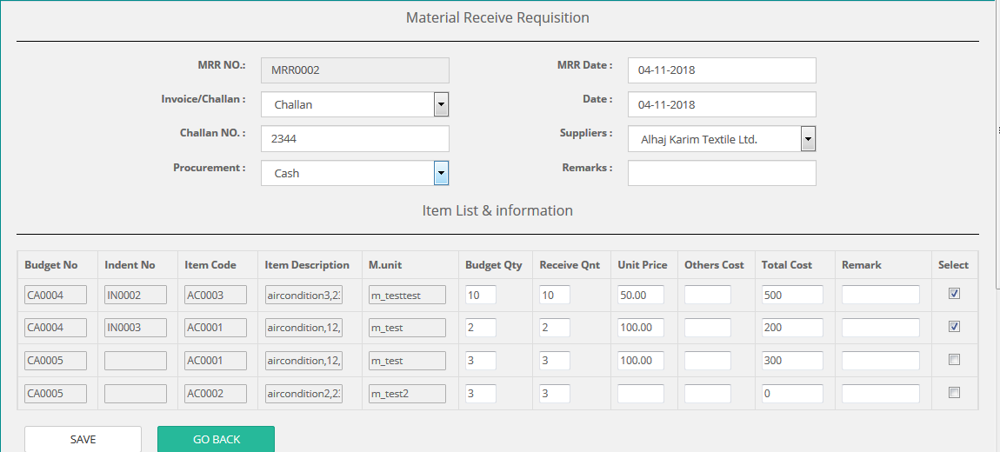 Material Receive Requisition
MRR NO.: MRR0002 MRR Date : 04-11-2018
Invoice/Challan : Challan Date : 04-11-2018
Challan NO. : 2344 Suppliers : Alhaj Karim Textile Ltd.
Procurement : Cash Remarks :
Item List & information
Budget No Indent No Item Code Item Description M.unit Budget Qty Receive Qnt Unit Price Others Cost Total Cost Remark Select
CA0004 IN0002 AC0003 aircondition3,23 m_testtest 10 10 50.00 500
CA0004 IN0003 AC0001 aircondition,12, m_test 2 2 100.00 200
CA0005 AC0001 aircondition,12, m_test 3 3 100.00 300
CA0005 AC0002 aircondition2,23 m_test2 3 3 0
SAVE GO BACK